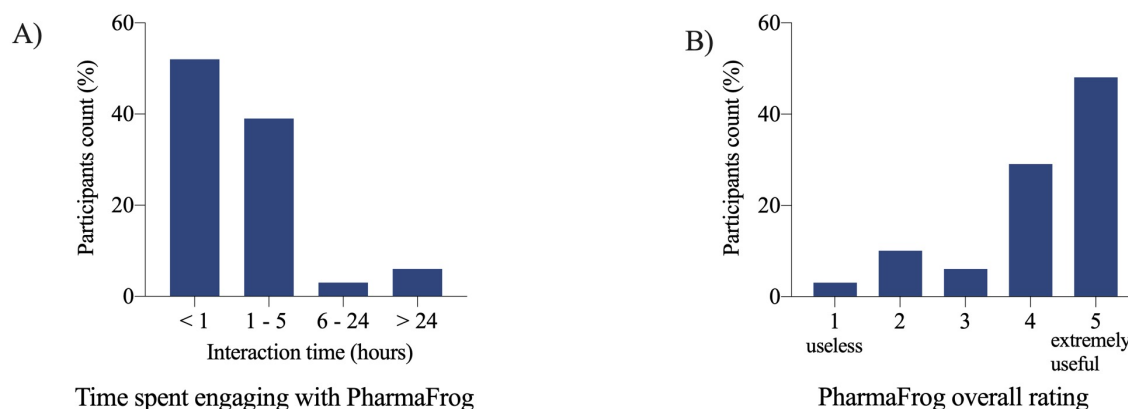 A)
Participants count (%)
60
40
20
0
< 1 1 - 5 6 - 24 > 24
Interaction time (hours)
Time spent engaging with PharmaFrog
B)
Participants count (%)
60
40
20
0
1 2 3 4 5
useless extremely
useful
PharmaFrog overall rating